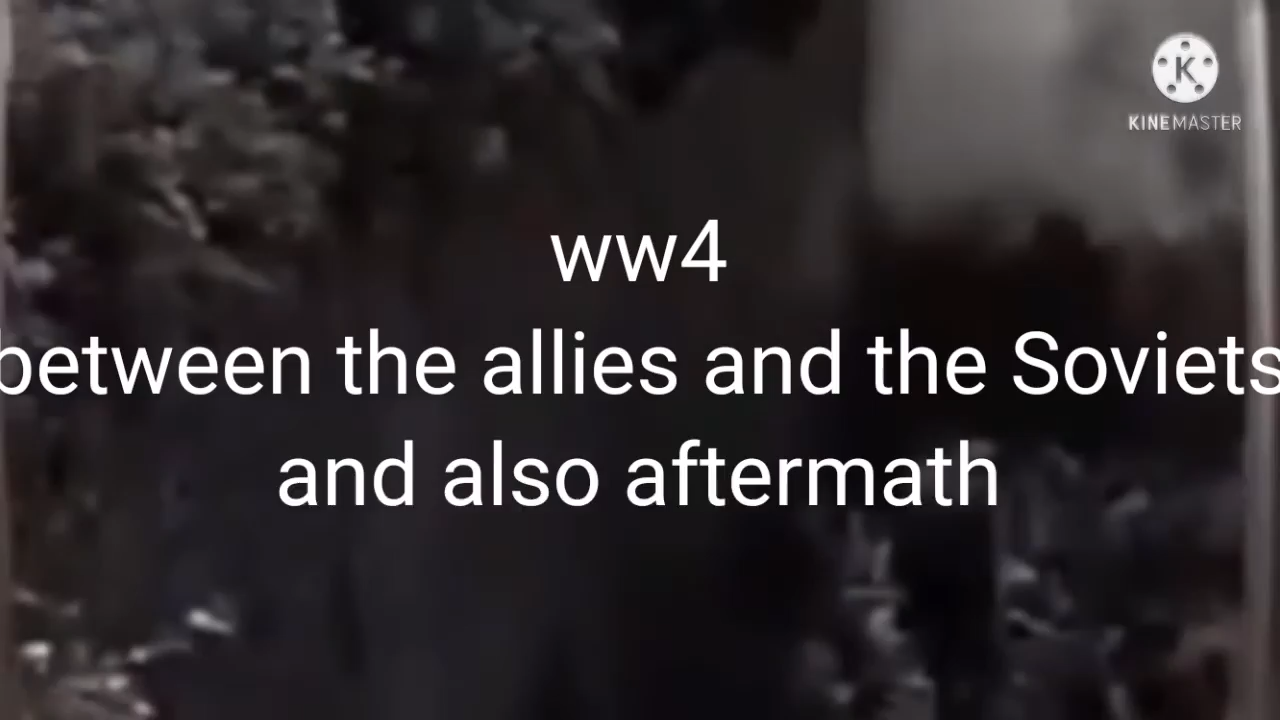 KINEMASTER
ww4
between the allies and the Soviets
and also aftermath